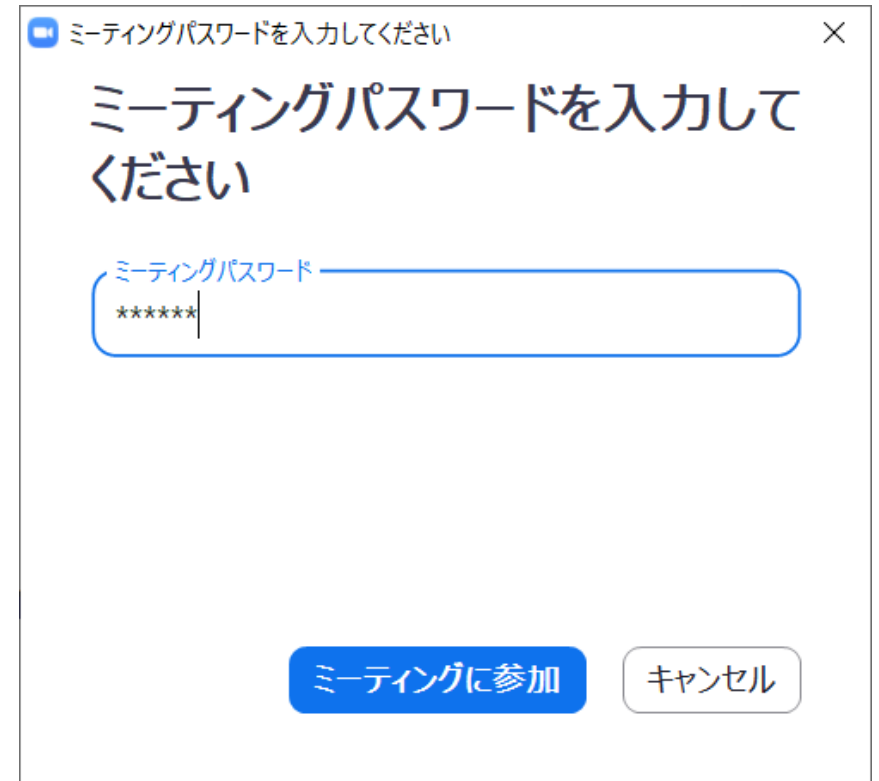 ミーティングパスワードを入力してください
ミーティングパスワードを入力して
ください
ミーティングパスワード
******
ミーティングに参加
キャンセル